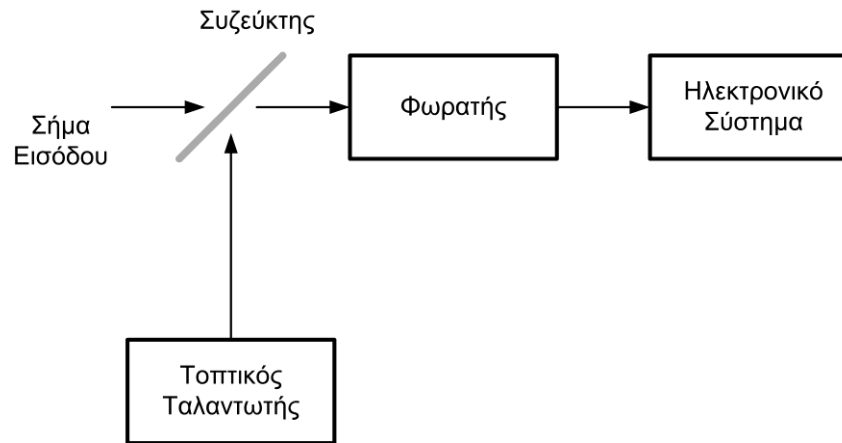 Συζεύκτης
Σήμα
Εισόδου
Φωρατής
Ηλεκτρονικό
Σύστημα
Τοπτικός
Ταλαντωτής